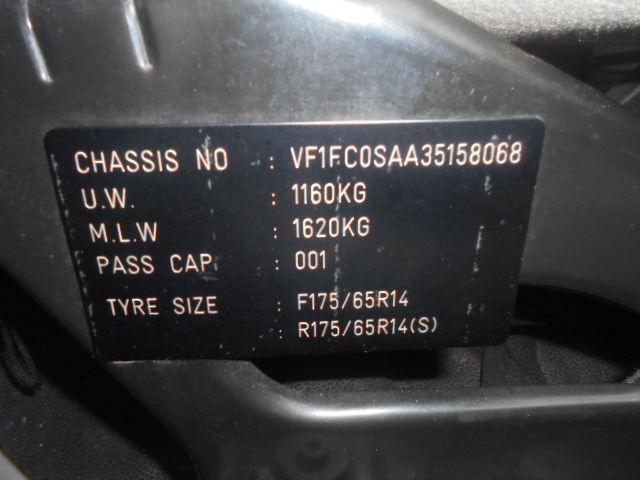 CHASSIS NO : VF1FC0SAA35158068
U.W. : 1160KG
M.L.W : 1620KG
PASS CAP : 001
TYRE SIZE : F175/65R14
: R175/65R14(S)